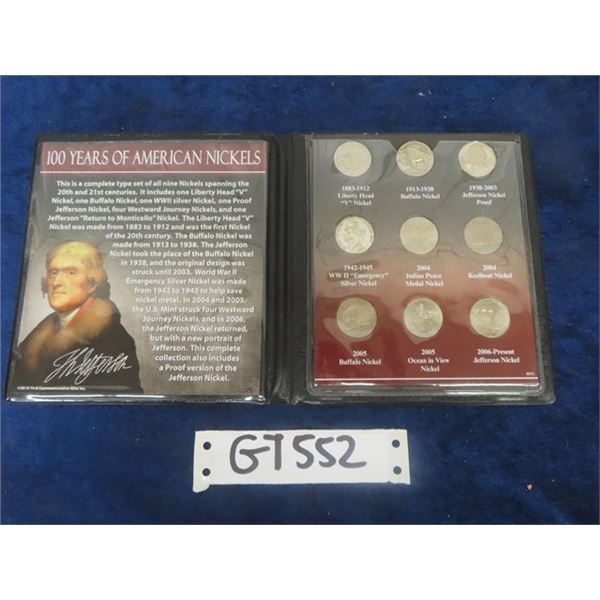 100 YEARS OF AMERICAN NICKELS
This is a complete type set of all nine Nickels spanning the
20th and 21st centuries. It includes one Liberty Head "V"
Nickel, one Buffalo Nickel, one WWII silver Nickel, one Proof
Jefferson Nickel, four Westward Journey Nickels, and one
Jefferson "Return to Monticello" Nickel. The Liberty Head "V"
Nickel was made from 1883 to 1912 and was the first Nickel
of the 20th century. The Buffalo Nickel was
made from 1913 to 1938. The Jefferson
Nickel took the place of the Buffalo Nickel
in 1938, and the original design was
struck until 2003. World War II
Emergency Silver Nickel was made
from 1942 to 1945 to help save
nickel metal. In 2004 and 2005,
the U.S. Mint struck four Westward
Journey Nickels, and in 2006,
the Jefferson Nickel returned,
but with a new portrait of
Jefferson. This complete
collection also includes
a Proof version of the
Jefferson Nickel.
Th Jefferson
©2010 First Commemorative Mint Inc.
1883-1912
Liberty Head
"V" Nickel
1913-1938
Buffalo Nickel
1938-2003
Jefferson Nickel
Proof
1942-1945
WW II "Emergency"
Silver Nickel
2004
Indian Peace
Medal Nickel
2004
Keelboat Nickel
2005
Buffalo Nickel
2005
Ocean in View
Nickel
2006-Present
Jefferson Nickel
GT552